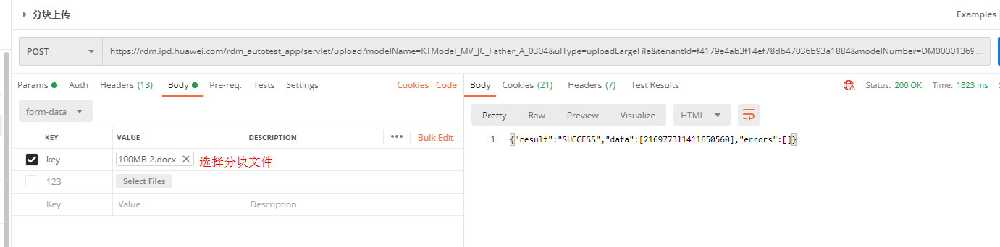 分块上传
Examples
POST
https://rdm.ipd.huawei.com/rdm_autotest_app/servlet/upload?modelName=KTModel_MV_JC_Father_A_0304&ulType=uploadLargeFile&tenantId=f4179e4ab3f14ef78db47036b93a1884&modelNumber=DM00001369 ...
Params Auth Headers (13) Body Pre-req. Tests Settings Cookies Code
form-data
KEY VALUE DESCRIPTION ••• Bulk Edit
key 100MB-2.docx 选择分块文件
123 Select Files
Key Value Description
Body Cookies (21) Headers (7) Test Results Status: 200 OK Time: 1323 ms
Pretty Raw Preview Visualize HTML
1 {"result":"SUCCESS","data":[216977311411650560],"errors":[]}